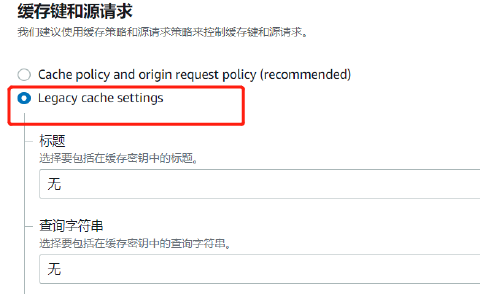 缓存键和源请求
我们建议使用缓存策略和源请求策略来控制缓存键和源请求。
Cache policy and origin request policy (recommended)
Legacy cache settings
标题
选择要包括在缓存密钥中的标题。
无
查询字符串
选择要包括在缓存密钥中的查询字符串。
无